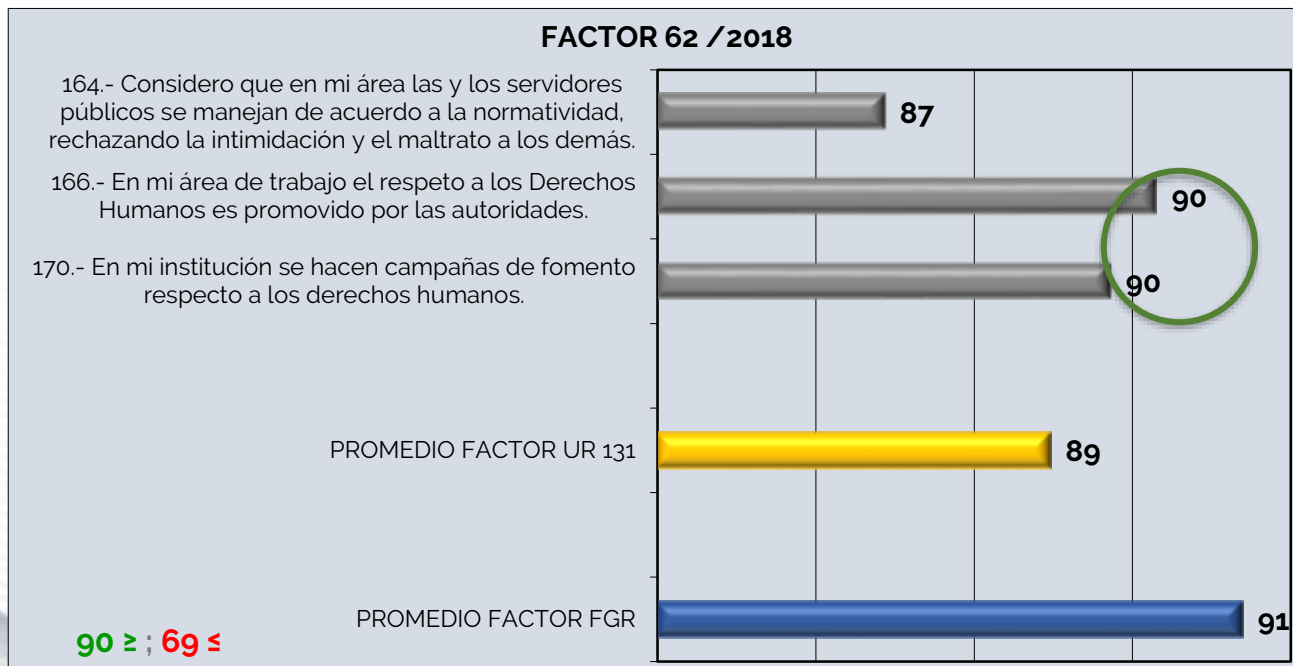 FACTOR 62 /2018
164.- Considero que en mi área las y los servidores
públicos se manejan de acuerdo a la normatividad,
rechazando la intimidación y el maltrato a los demás.
87
166.- En mi área de trabajo el respeto a los Derechos
Humanos es promovido por las autoridades.
90
170.- En mi institución se hacen campañas de fomento
respecto a los derechos humanos.
90
PROMEDIO FACTOR UR 131
89
PROMEDIO FACTOR FGR
91
90 ≥ ; 69 ≤